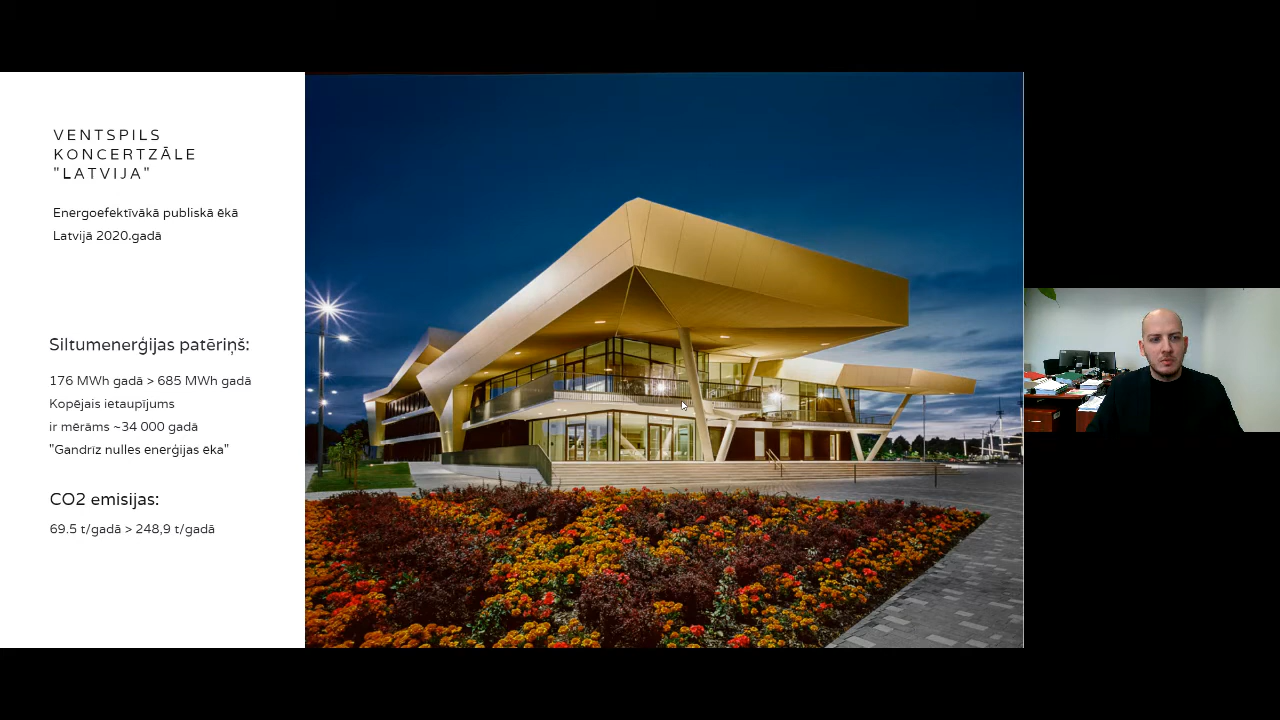 VENTSPILS
KONCERTZĀLE
"LATVIJA"
Energoefektīvākā publiskā ēkā
Latvijā 2020.gadā
Siltumenerģijas patēriņš:
176 MWh gadā > 685 MWh gadā
Kopējais ietaupījums
ir mērāms ~34 000 gadā
"Gandrīz nulles enerģijas ēka"
CO2 emisijas:
69.5 t/gadā > 248,9 t/gadā